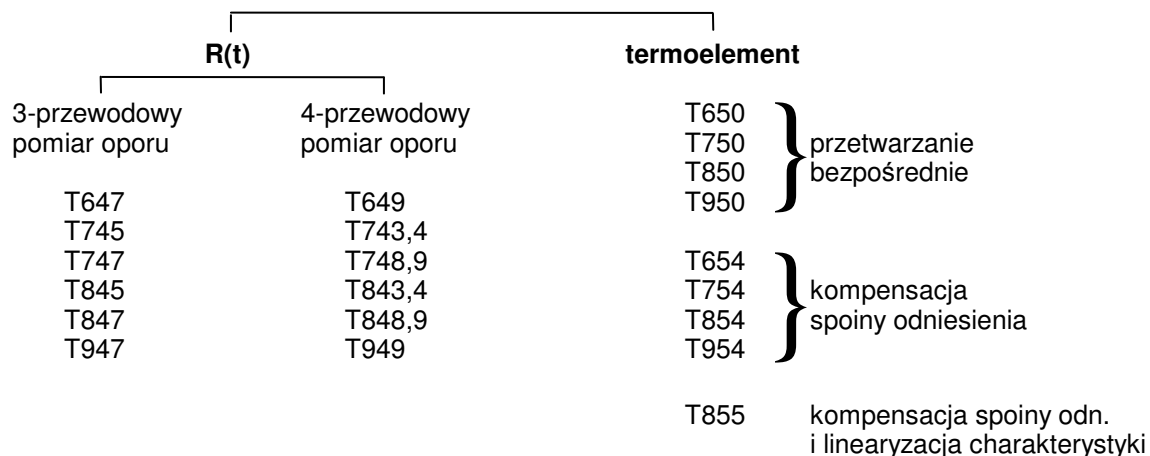 R(t)
termoelement
3-przewodowy
pomiar oporu
4-przewodowy
pomiar oporu
T647
T745
T747
T845
T847
T947
T649
T743,4
T748,9
T843,4
T848,9
T949
T650
T750
T850
T950
przetwarzanie
bezpośrednie
T654
T754
T854
T954
kompensacja
spoiny odniesienia
T855
kompensacja spoiny odn.
i linearyzacja charakterystyki